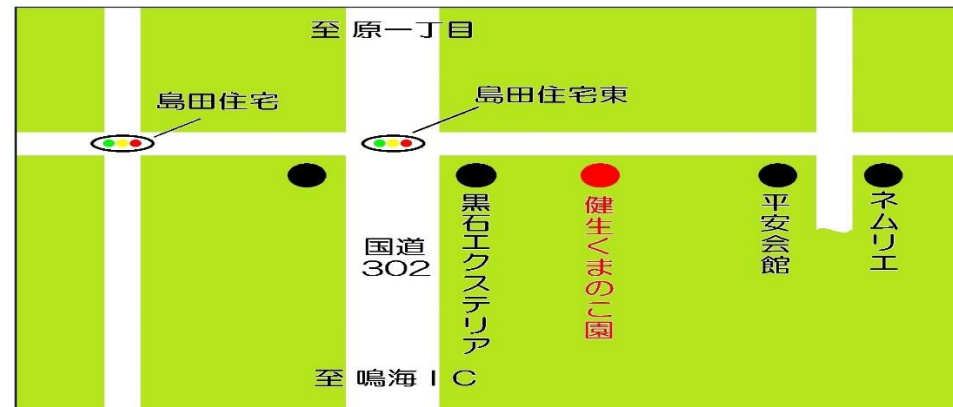 至 原一丁目
島田住宅
島田住宅東
国道
302
黒石エクステリア
健生くまのこ園
平安会館
ネムリエ
至 鳴海IC